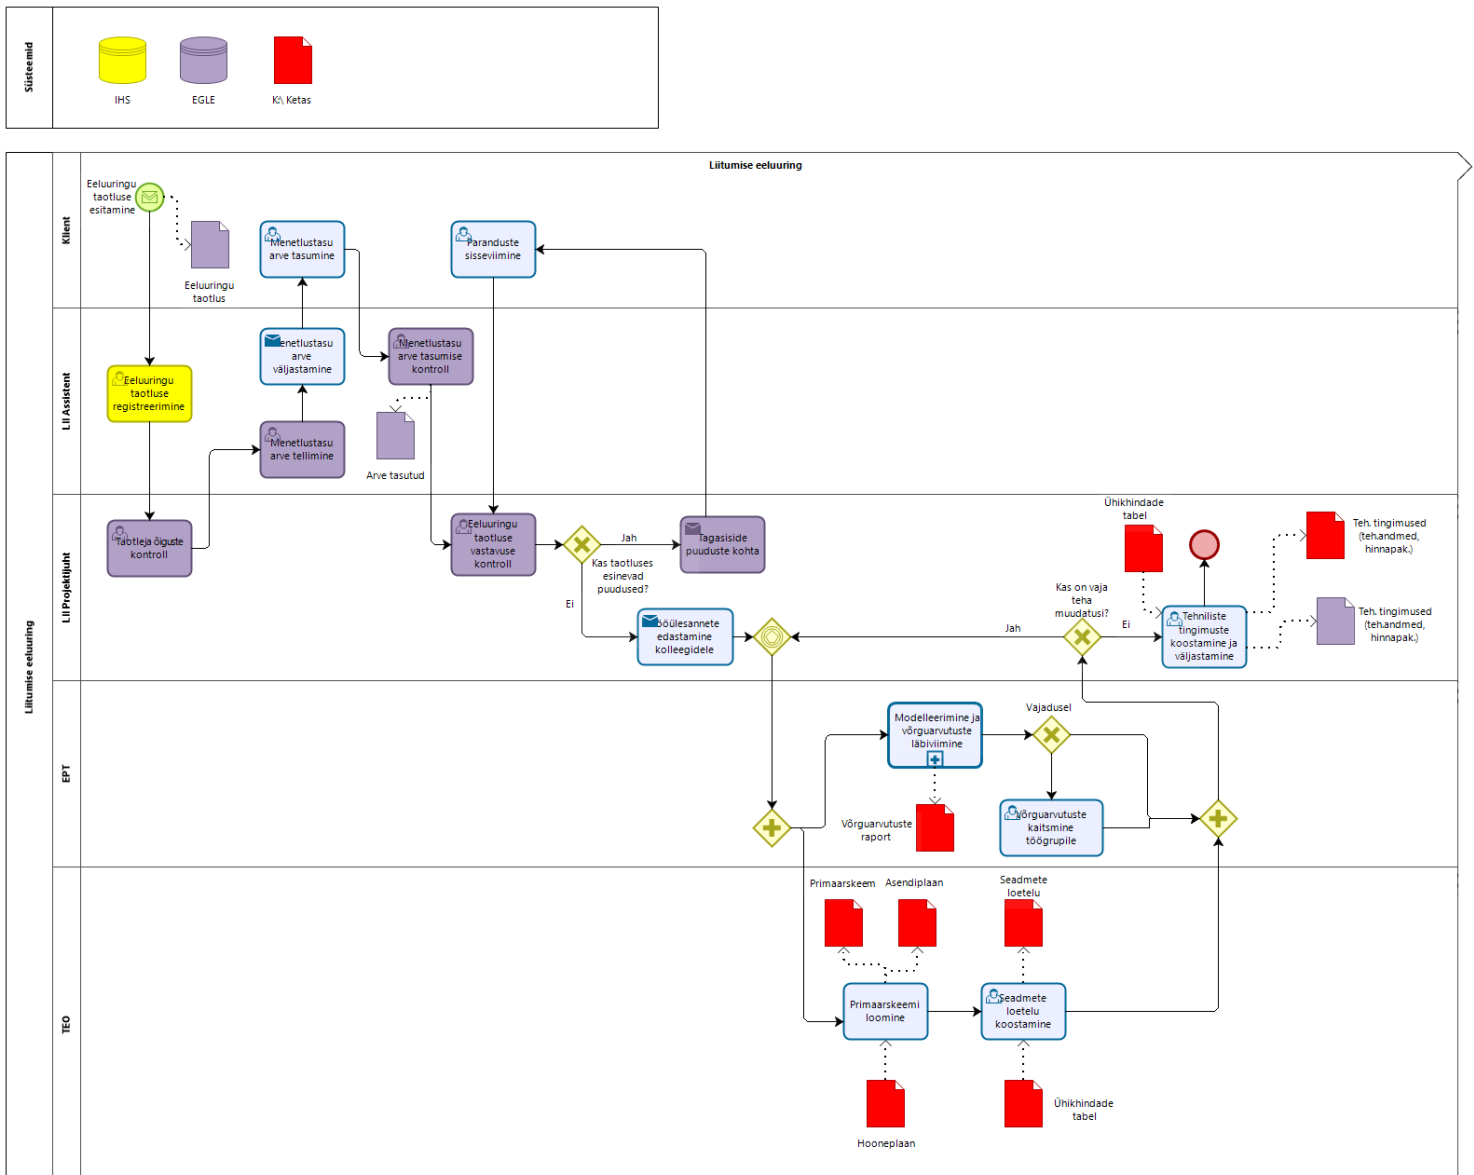 Süsteemid
IHS
EGLE
K:\ Ketas
Liitumise eeluuring
Liitumise eeluuring
Klient
Eeluuringu
taotluse
esitamine
Eeluuringu
taotlus
Menetlustasu
arve tasumine
Paranduste
sisseviimine
LII Assistent
Eeluuringu
taotluse
registreerimine
Menetlustasu
arve
väljastamine
Menetlustasu
arve tellimine
Menetlustasu
arve tasumise
kontroll
Arve tasutud
LII Projektijuht
Taotleja õiguste
kontroll
Eeluuringu
taotluse
vastavuse
kontroll
Jah
Kas taotluses
esinevad
puudused?
Ei
Tagasiside
puuduste kohta
Tööülesannete
edastamine
kolleegidele
Jah
Kas on vaja
teha
muudatusi?
Ei
Ühikhindade
tabel
Tehniliste
tingimuste
koostamine ja
väljastamine
Teh. tingimused
(teh.andmed,
hinnapak.)
Teh. tingimused
(teh.andmed,
hinnapak.)
EPT
Modelleerimine ja
võrguarvutuste
läbiviimine
Võrguarvutuste
raport
Vajadusel
Võrguarvutuste
kaitsmine
töögrupile
TEO
Primaarskeem
Asendiplaan
Primaarskeemi
loomine
Hooneplaan
Seadmete
loetelu
Seadmete
loetelu
koostamine
Ühikhindade
tabel